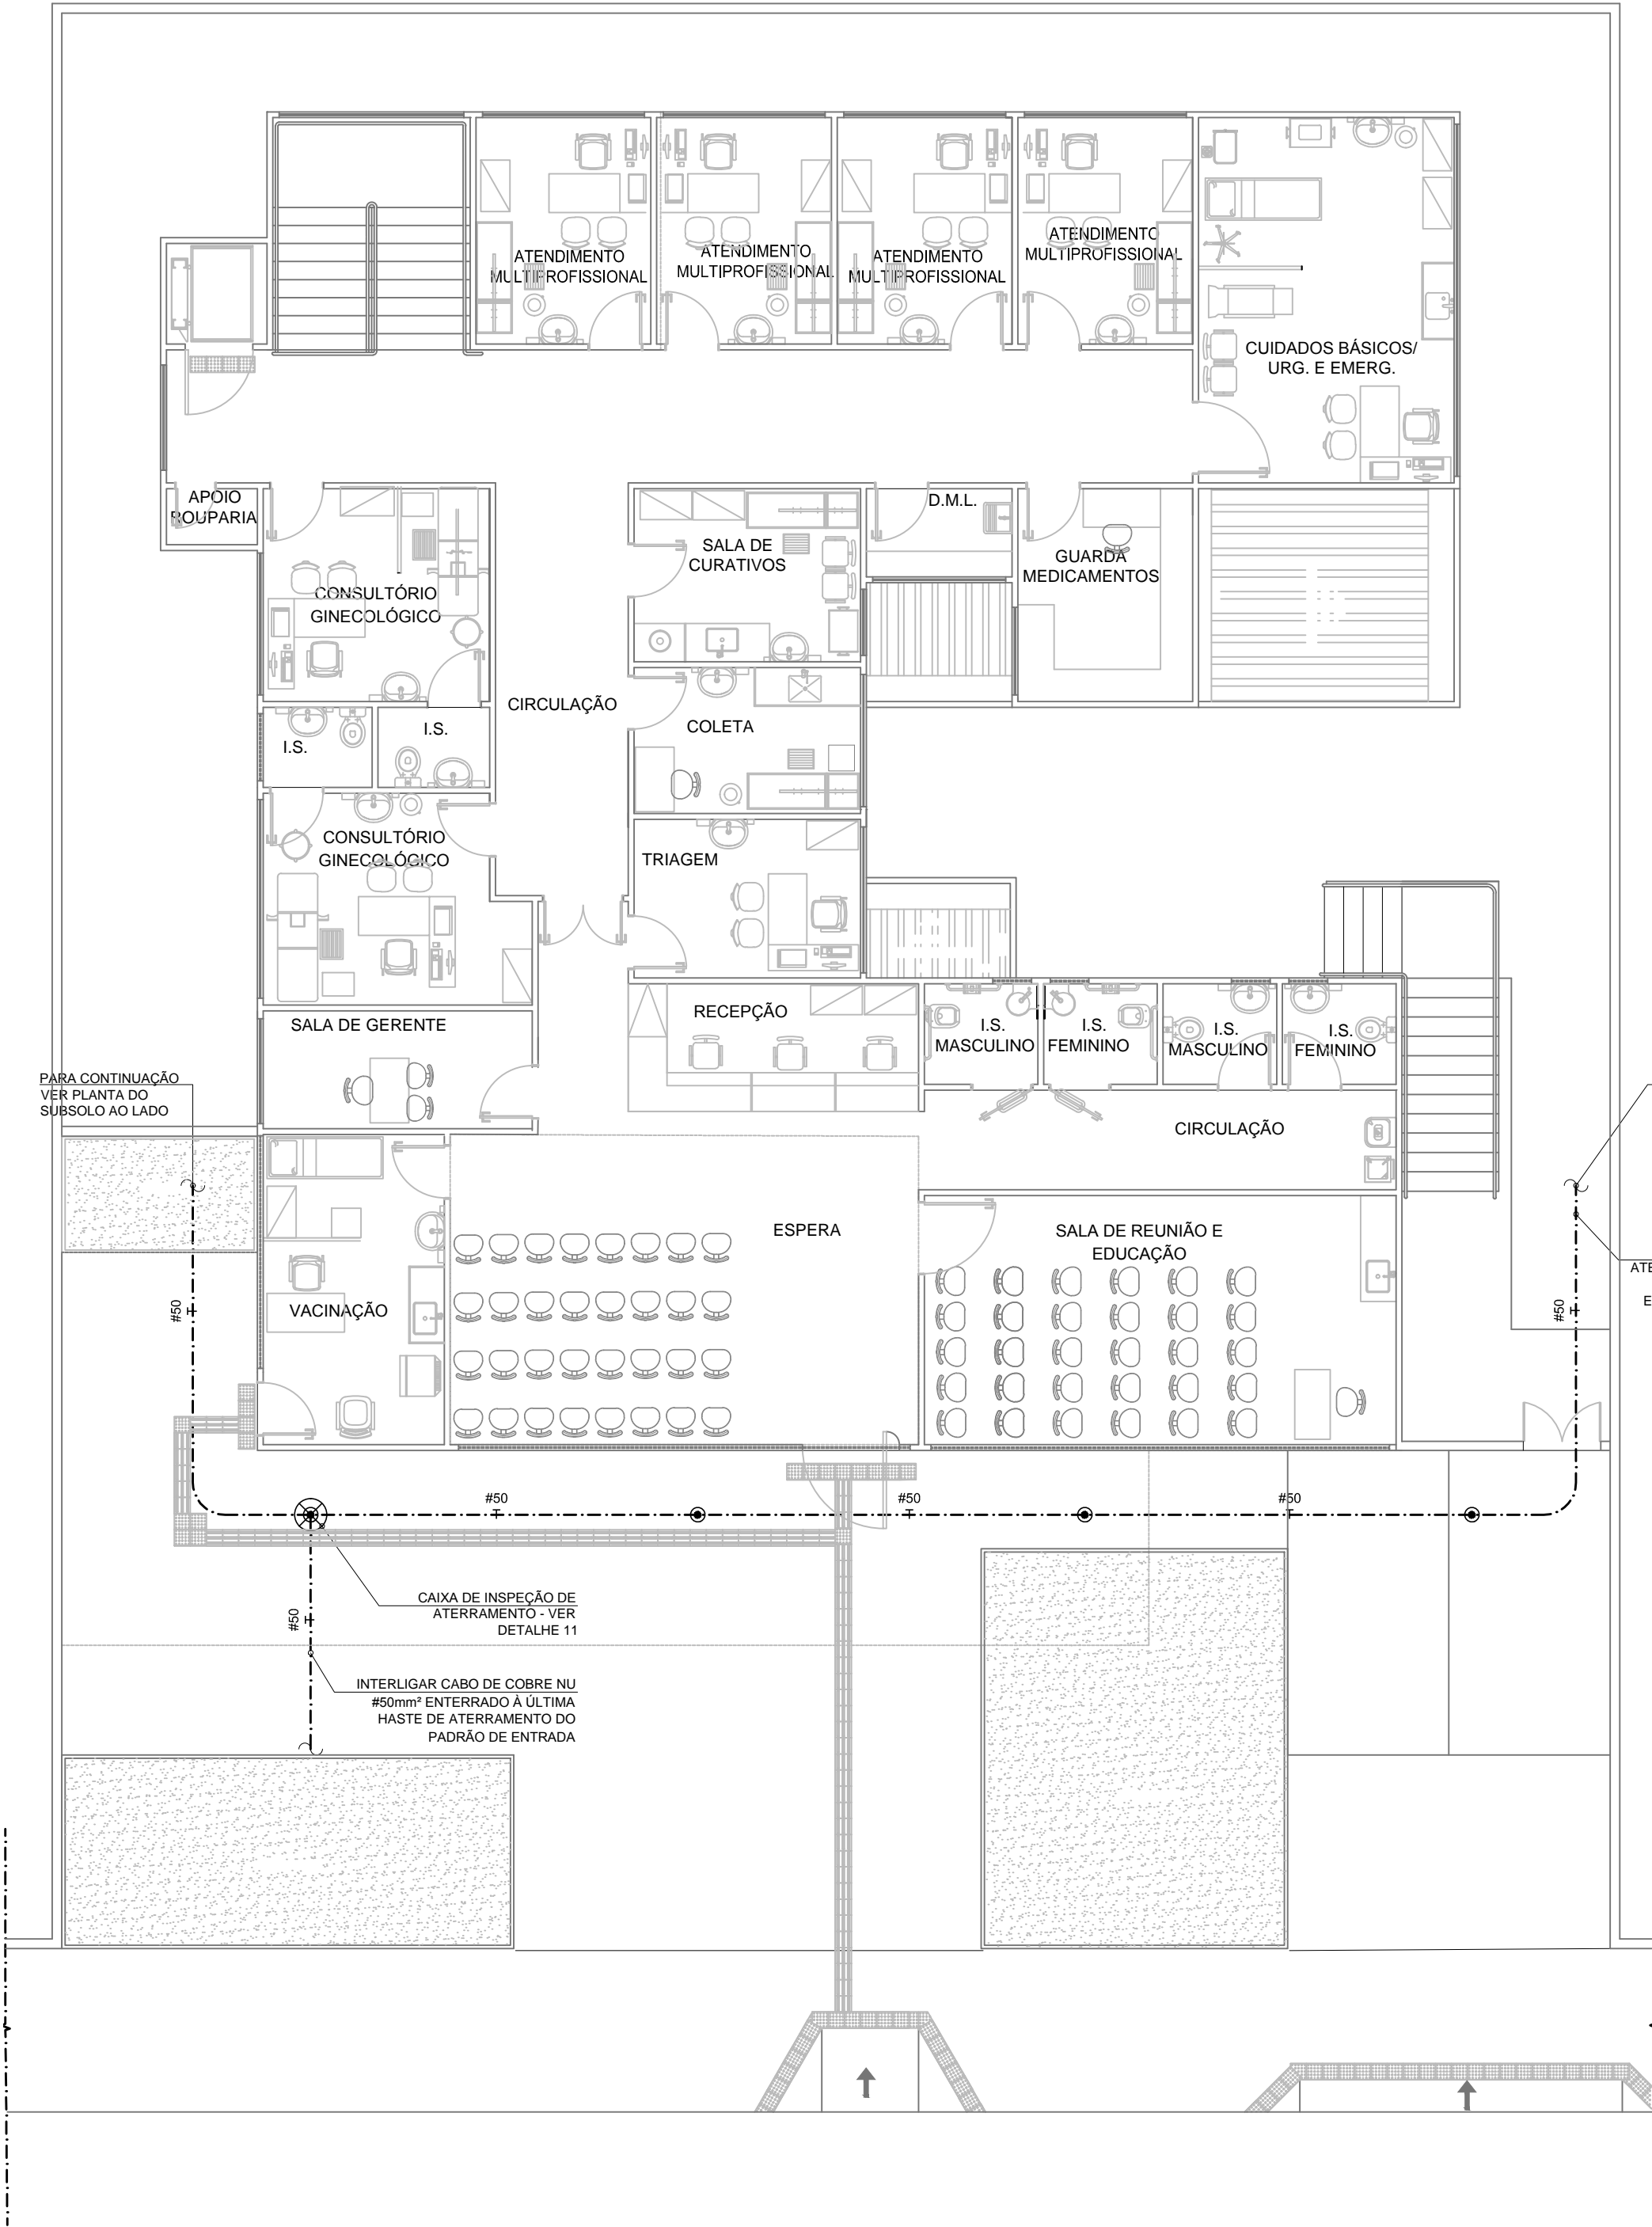 ATENDIMENTO
MULTIPROFISSIONAL
ATENDIMENTO
MULTIPROFISSIONAL
ATENDIMENTO
MULTIPROFISSIONAL
ATENDIMENTO
MULTIPROFISSIONAL
CUIDADOS BÁSICOS/
URG. E EMERG.
APOIO
ROUPARIA
CONSULTÓRIO
GINECOLÓGICO
SALA DE
CURATIVOS
D.M.L.
GUARDA
MEDICAMENTOS
CIRCULAÇÃO
COLETA
I.S.
I.S.
CONSULTÓRIO
GINECOLÓGICO
TRIAGEM
RECEPÇÃO
SALA DE GERENTE
I.S.
MASCULINO
I.S.
FEMININO
I.S.
MASCULINO
I.S.
FEMININO
PARA CONTINUAÇÃO
VER PLANTA DO
SUBSOLO AO LADO
CIRCULAÇÃO
ESPERA
SALA DE REUNIÃO E
EDUCAÇÃO
VACINAÇÃO
#50
#50
ATE
E
#50
#50
#50
CAIXA DE INSPEÇÃO DE
ATERRAMENTO - VER
DETALHE 11
#50
INTERLIGAR CABO DE COBRE NU
#50mm² ENTERRADO À ÚLTIMA
HASTE DE ATERRAMENTO DO
PADRÃO DE ENTRADA